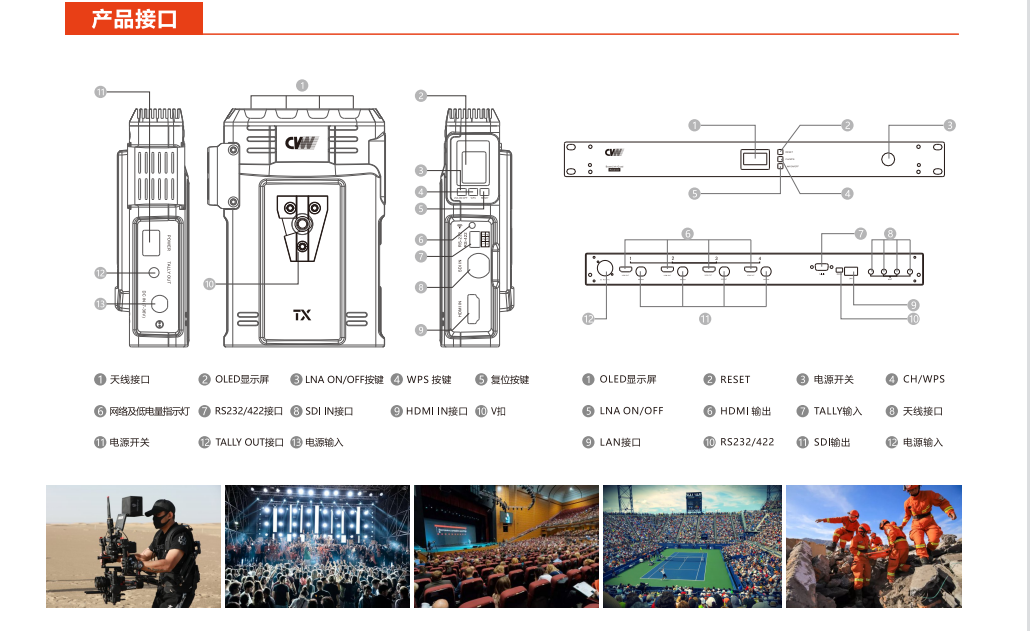 产品接口
11
1
2
1
2
3
CVW
CVW
3
4
5
5
4
6
7
8
POWER
TALLY OUT
6
7
12
10
8
13
9
HDMI IN
TX
1
2
3
4
9
12
11
10
1 天线接口 2 OLED显示屏 3 LNA ON/OFF按键 4 WPS 按键 5 复位按键
6 网络及低电量指示灯 7 RS232/422接口 8 SDI IN接口 9 HDMI IN接口 10 V扣
11 电源开关 12 TALLY OUT接口 13 电源输入
1 OLED显示屏 2 RESET 3 电源开关 4 CH/WPS
5 LNA ON/OFF 6 HDMI 输出 7 TALLY输入 8 天线接口
9 LAN接口 10 RS232/422 11 SDI输出 12 电源输入